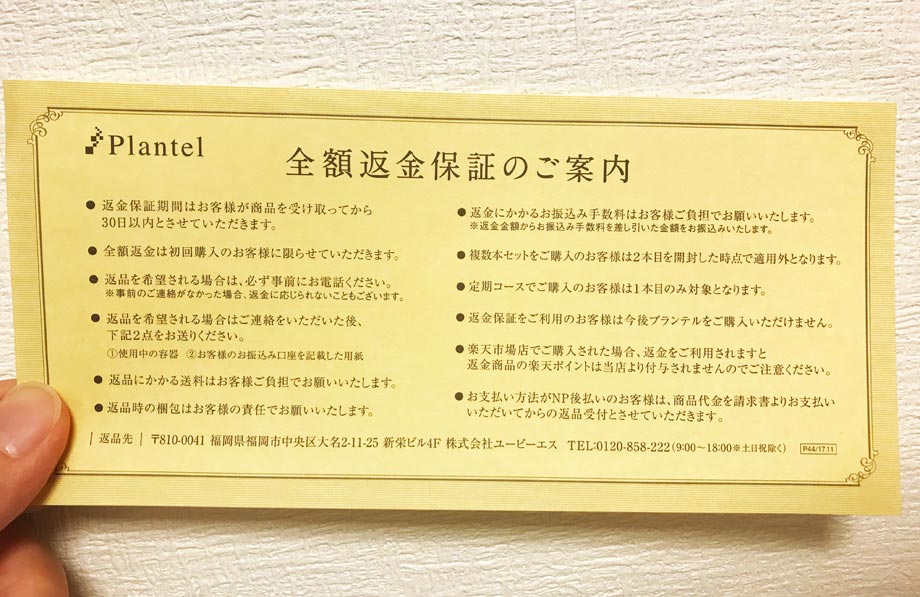 Plantel
全額返金保証のご案内
● 返金保証期間はお客様が商品を受け取ってから
30日以内とさせていただきます。
● 全額返金は初回購入のお客様に限らせていただきます。
● 返品を希望される場合は、必ず事前にお電話ください。
※事前のご連絡がなかった場合、返金に応じられないこともございます。
● 返品を希望される場合はご連絡をいただいた後、
下記2点をお送りください。
①使用中の容器 ②お客様のお振込み口座を記載した用紙
● 返品にかかる送料はお客様ご負担でお願いいたします。
● 返品時の梱包はお客様の責任でお願いいたします。
● 返金にかかるお振込み手数料はお客様ご負担でお願いいたします。
※返金金額からお振込み手数料を差し引いた金額をお振込みいたします。
● 複数本セットをご購入のお客様は2本目を開封した時点で適用外となります。
● 定期コースでご購入のお客様は1本目のみ対象となります。
● 返金保証をご利用のお客様は今後プランテルをご購入いただけません。
● 楽天市場店でご購入された場合、返金をご利用されますと
返金商品の楽天ポイントは当店より付与されませんのでご注意ください。
● お支払い方法がNP後払いのお客様は、商品代金を請求書よりお支払い
いただいてからの返品受付とさせていただきます。
｜返品先｜ 〒810-0041 福岡県福岡市中央区大名2-11-25 新栄ビル4F 株式会社ユーピーエス TEL:0120-858-222(9:00～18:00※土日祝除く) P44/17.11